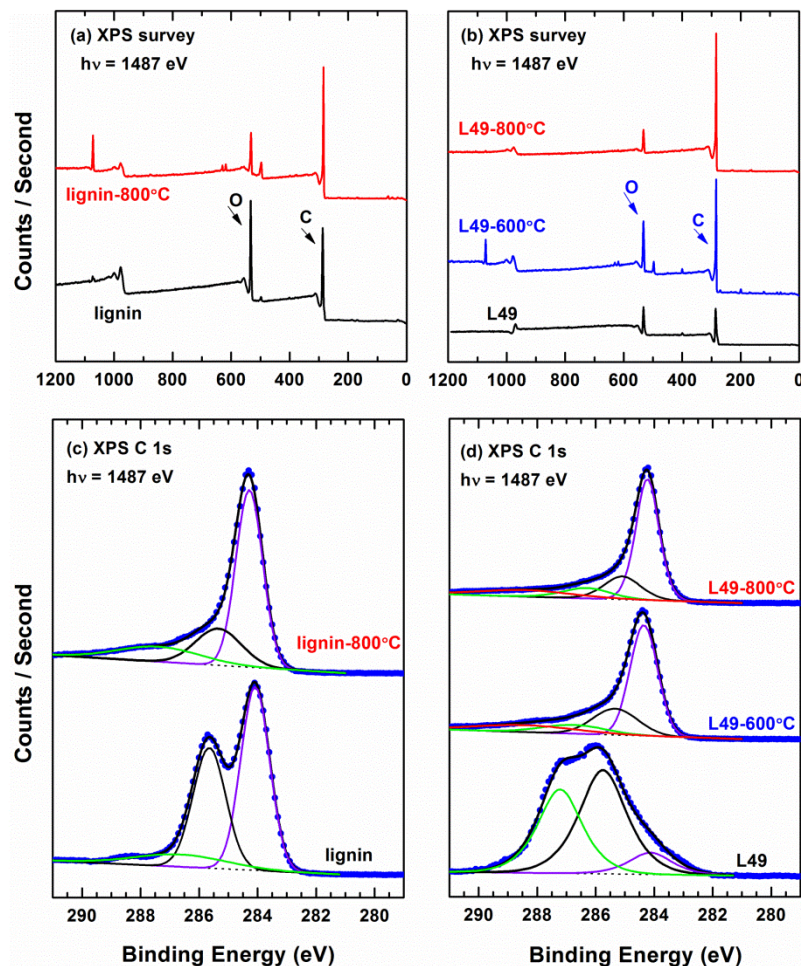 (a) XPS survey
hν = 1487 eV
lignin-800°C
O
C
lignin
1200 1000 800 600 400 200 0
(b) XPS survey
hν = 1487 eV
L49-800°C
O
L49-600°C
C
L49
1200 1000 800 600 400 200 0
Counts / Second
(c) XPS C 1s
hν = 1487 eV
lignin-800°C
lignin
290 288 286 284 282 280
Binding Energy (eV)
(d) XPS C 1s
hν = 1487 eV
L49-800°C
L49-600°C
L49
290 288 286 284 282 280
Binding Energy (eV)
Counts / Second